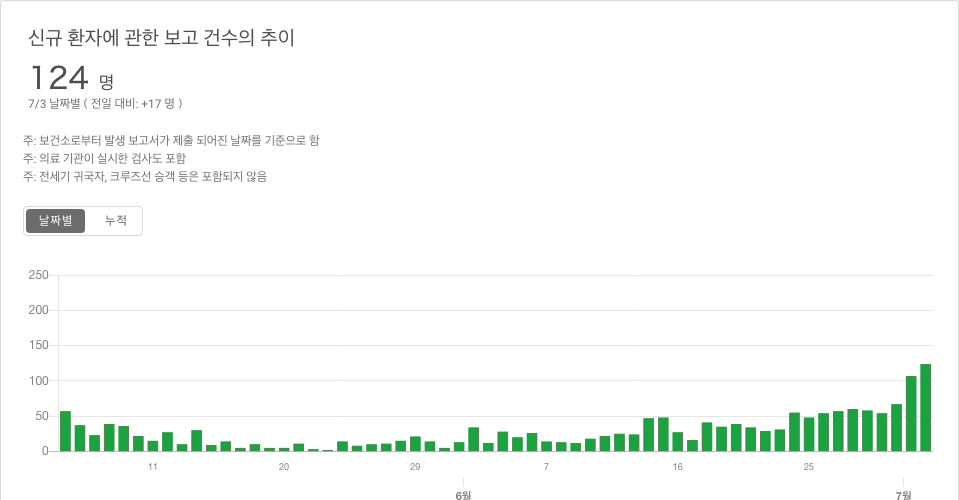 신규 환자에 관한 보고 건수의 추이
124 명
7/3 날짜별 ( 전일 대비: +17 명 )
주: 보건소로부터 발생 보고서가 제출 되어진 날짜를 기준으로 함
주: 의료 기관이 실시한 검사도 포함
주: 전세기 귀국자, 크루즈선 승객 등은 포함되지 않음
날짜별 누적
250
200
150
100
50
0
11 20 29 7 16 25
6월 7월